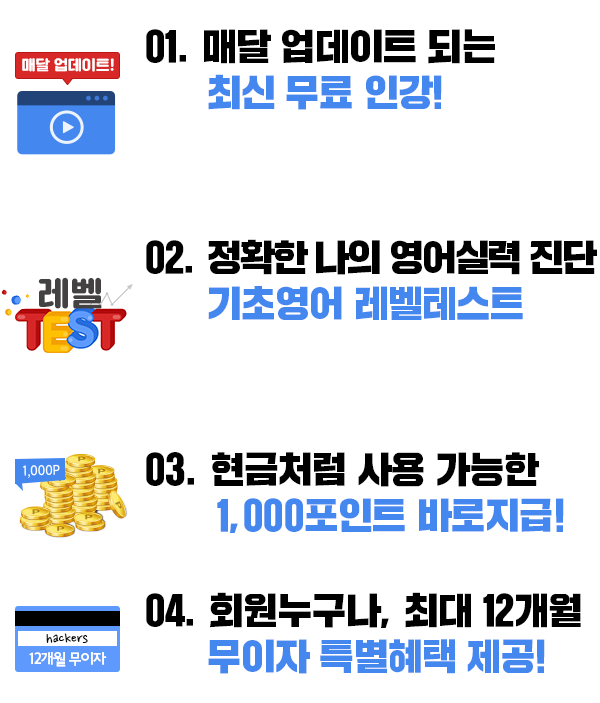 01. 매달 업데이트 되는
매달 업데이트!
최신 무료 인강!
02. 정확한 나의 영어실력 진단
레벨
TEST
기초영어 레벨테스트
03. 현금처럼 사용 가능한
1,000P
1,000포인트 바로지급!
04. 회원누구나, 최대 12개월
hackers
12개월 무이자
무이자 특별혜택 제공!